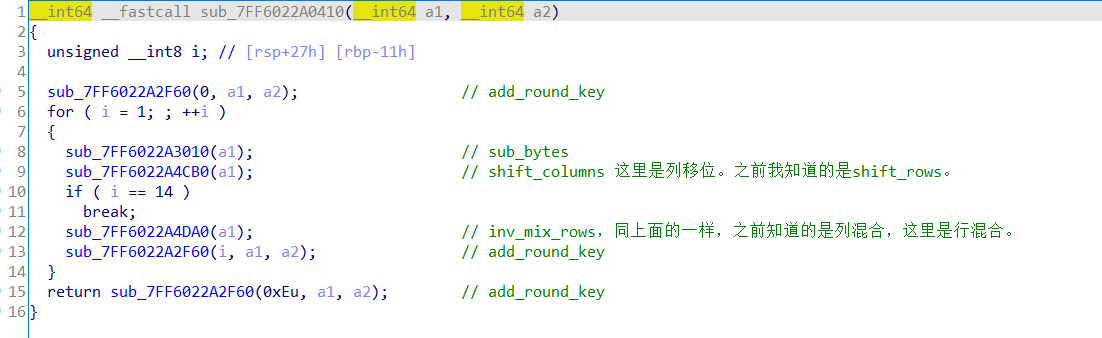 1 __int64 __fastcall sub_7FF6022A0410(__int64 a1, __int64 a2)
2 {
3 unsigned __int8 i; // [rsp+27h] [rbp-11h]
4
5 sub_7FF6022A2F60(0, a1, a2); // add_round_key
6 for ( i = 1; ; ++i )
7 {
8 sub_7FF6022A3010(a1); // sub_bytes
9 sub_7FF6022A4CB0(a1); // shift_columns 这里是列移位。之前我知道的是shift_rows。
10 if ( i == 14 )
11 break;
12 sub_7FF6022A4DA0(a1); // inv_mix_rows，同上面的一样，之前知道的是列混合，这里是行混合。
13 sub_7FF6022A2F60(i, a1, a2); // add_round_key
14 }
15 return sub_7FF6022A2F60(0xEu, a1, a2); // add_round_key
16 }